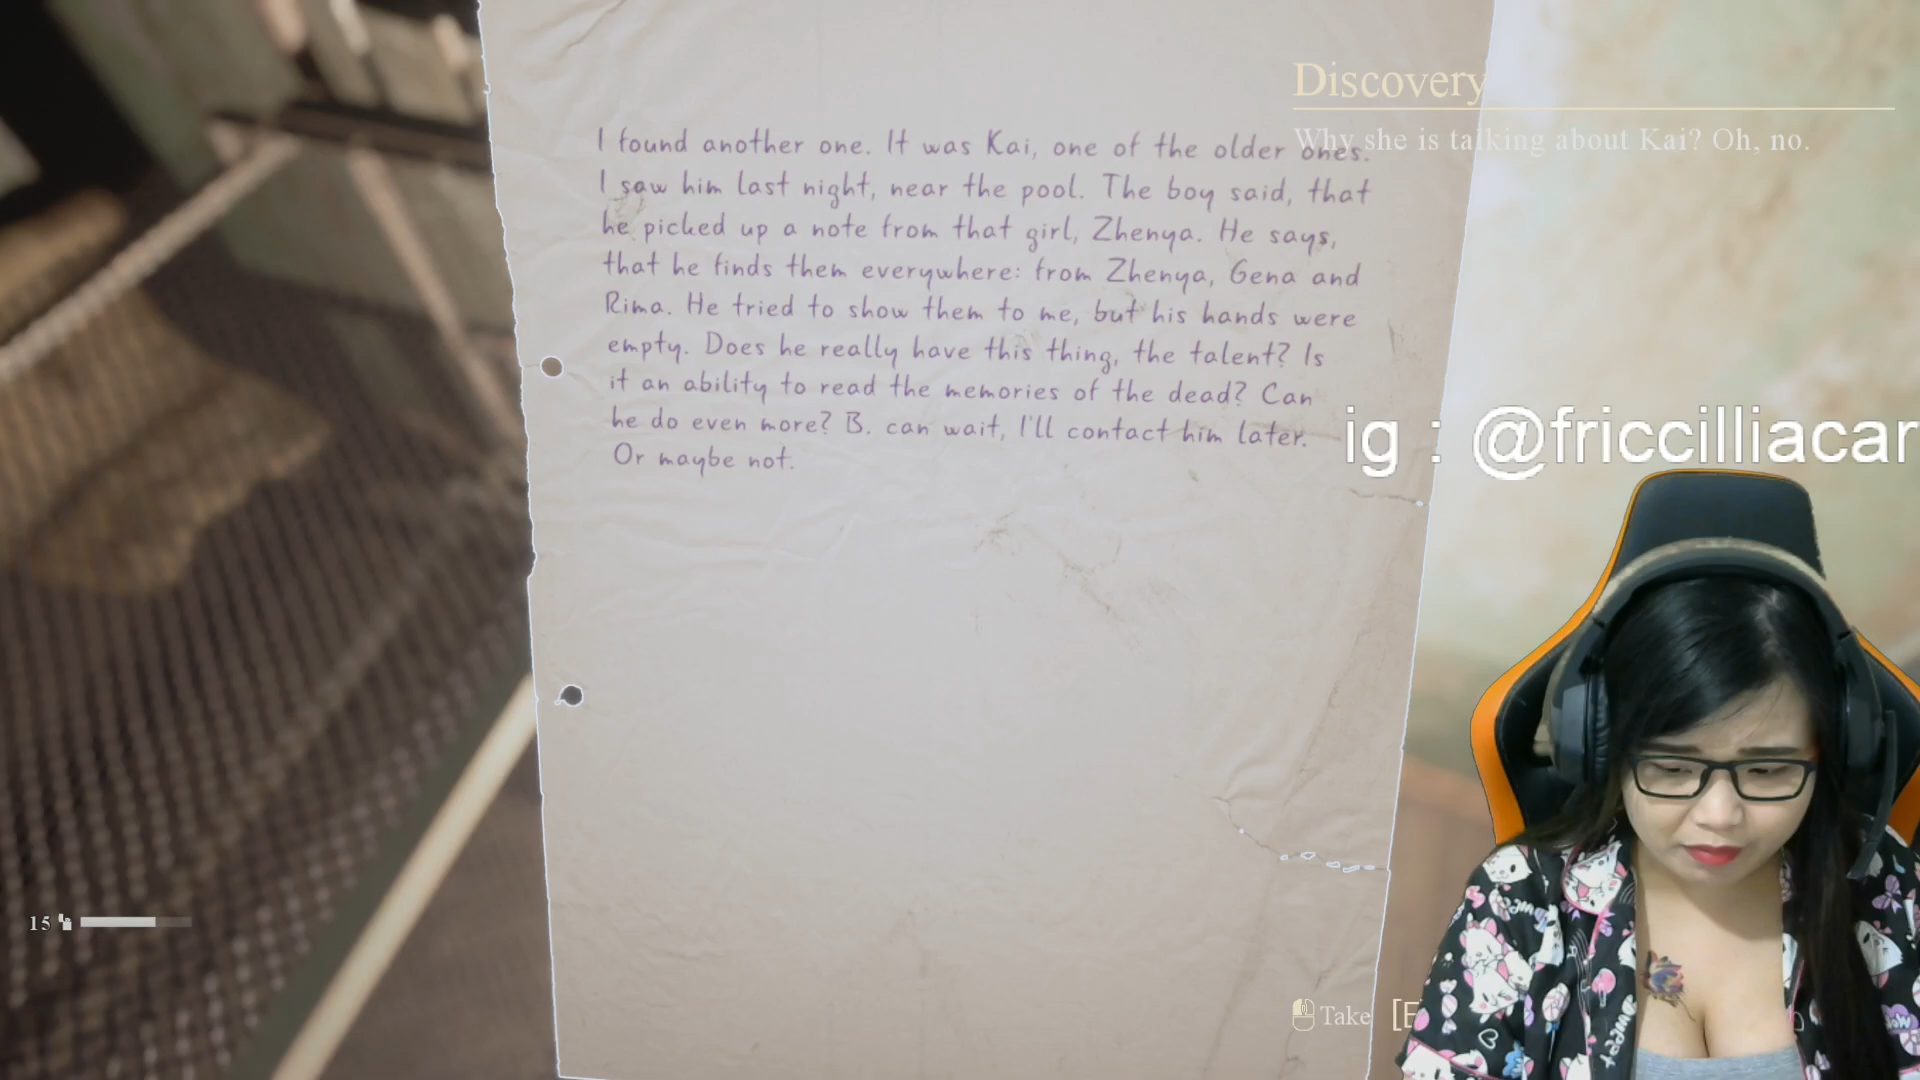 Discovery
Why she is talking about Kai? Oh, no.
I found another one. It was Kai, one of the older ones.
I saw him last night, near the pool. The boy said, that
he picked up a note from that girl, Zhenya. He says,
that he finds them everywhere: from Zhenya, Gena and
Rima. He tried to show them to me, but his hands were
empty. Does he really have this thing, the talent? Is
it an ability to read the memories of the dead? Can
he do even more? B. can wait, I'll contact him later.
Or maybe not.
ig : @friccilliacar
15
Take [E